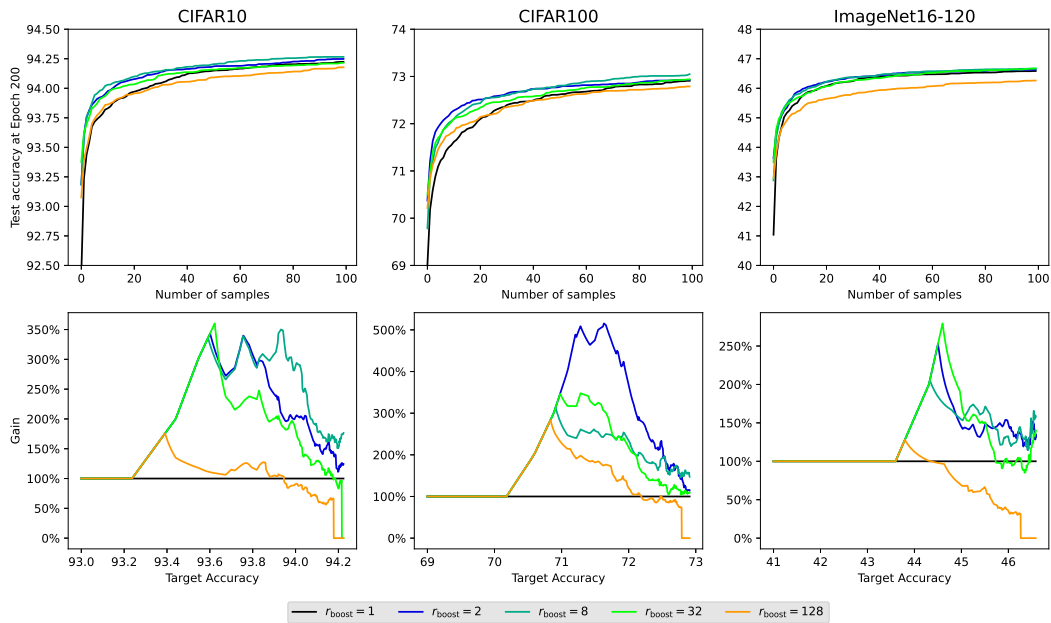 CIFAR10 CIFAR100 ImageNet16-120
94.50 74 48
94.25 47
94.00 73 46
93.75 72 45
93.50 44
93.25 71 43
93.00 70 42
92.75 41
92.50 69 40
Test accuracy at Epoch 200
0 20 40 60 80 100 0 20 40 60 80 100 0 20 40 60 80 100
Number of samples Number of samples Number of samples
350% 500% 250%
300% 400% 200%
250% 300% 150%
200% 200% 100%
150% 100% 50%
100% 0% 0%
50%
0%
Gain
93.0 93.2 93.4 93.6 93.8 94.0 94.2 69 70 71 72 73 41 42 43 44 45 46
Target Accuracy Target Accuracy Target Accuracy
r_boost = 1 r_boost = 2 r_boost = 8 r_boost = 32 r_boost = 128